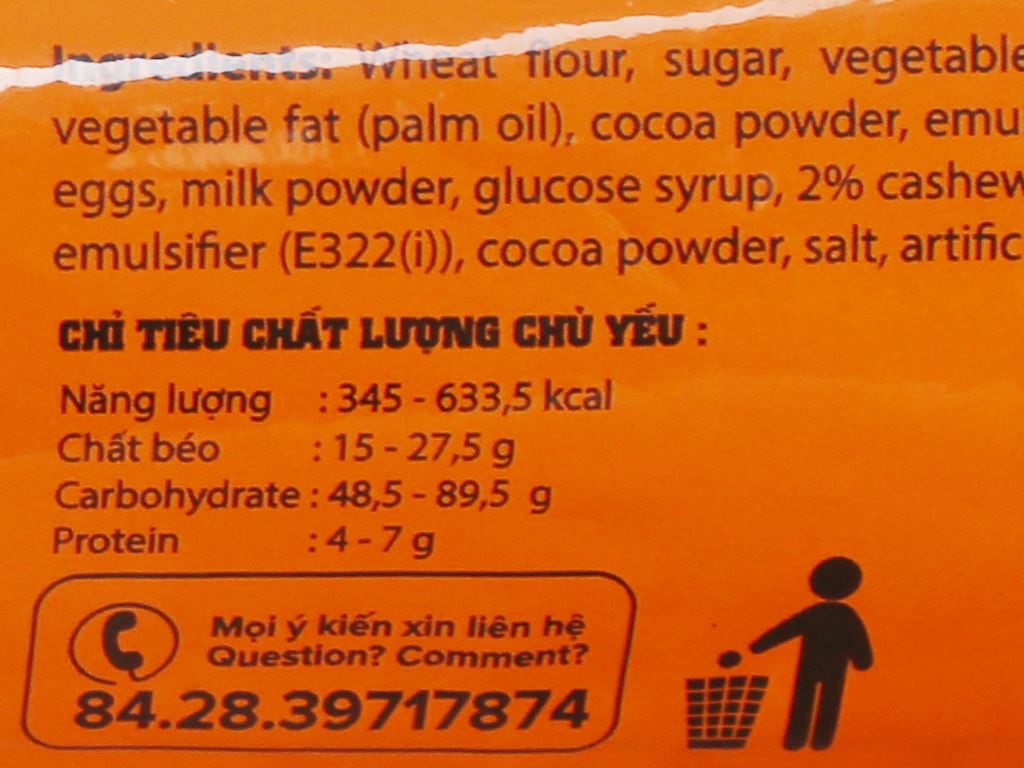 Ingredients: Wheat flour, sugar, vegetable
vegetable fat (palm oil), cocoa powder, emu
eggs, milk powder, glucose syrup, 2% cashew
emulsifier (E322(i)), cocoa powder, salt, artific
CHỈ TIÊU CHẤT LƯỢNG CHỦ YẾU :
Năng lượng : 345 - 633,5 kcal
Chất béo : 15 - 27,5 g
Carbohydrate : 48,5 - 89,5 g
Protein : 4 - 7 g
Mọi ý kiến xin liên hệ
Question? Comment?
84.28.39717874